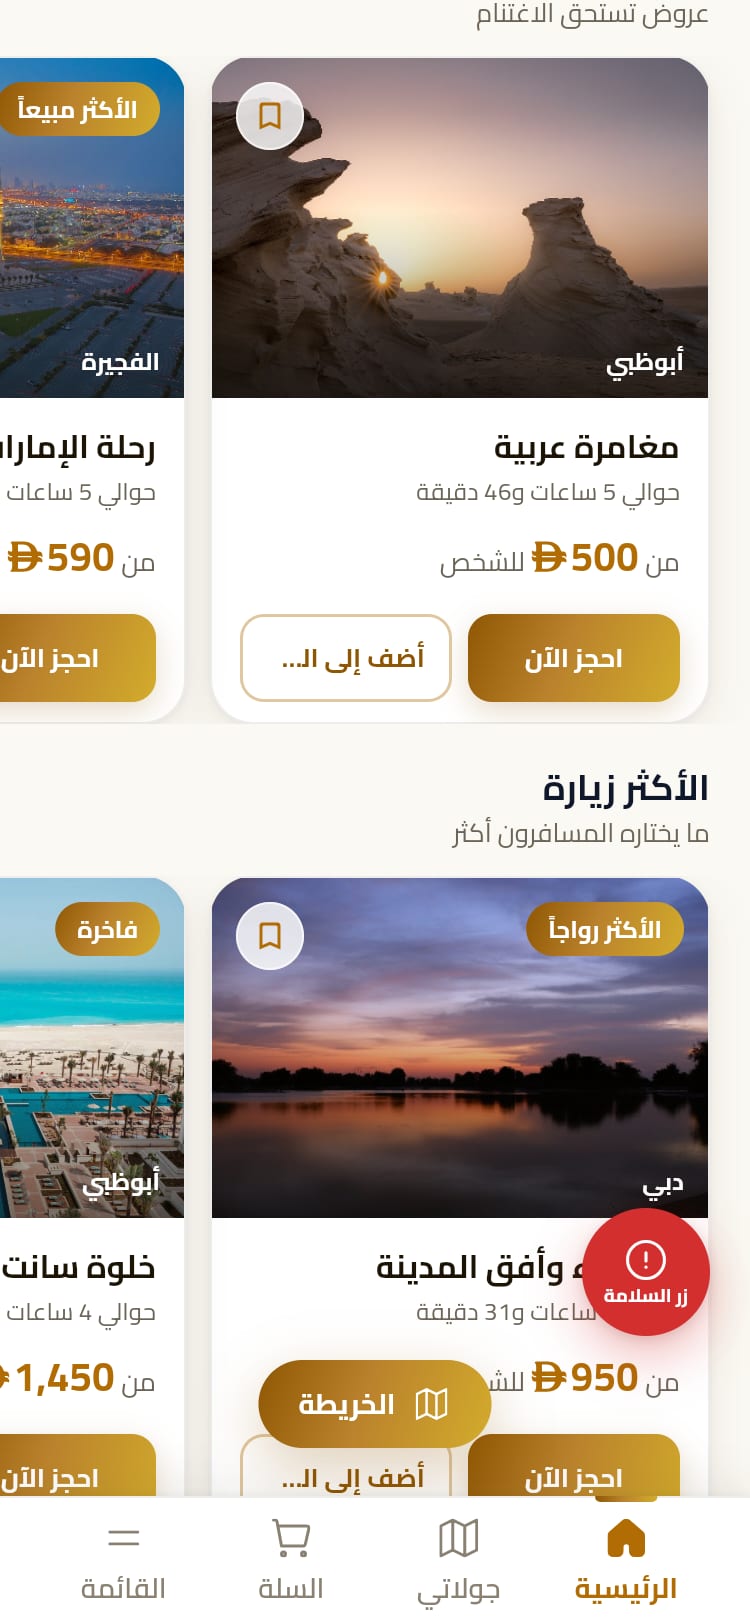 عروض تستحق الاغتنام
أبوظبي
الأكثر مبيعاً
الفجيرة
مغامرة عربية
حوالي 5 ساعات و46 دقيقة
من 500 للشخص
احجز الآن
أضف إلى الـ...
رحلة
حوالي 5 ساعات
من 590
احجز الآن
الأكثر زيارة
ما يختاره المسافرون أكثر
الأكثر رواجاً
دبي
فاخرة
أبوظبي
وأفق المدينة
ساعات و31 دقيقة
من 950
احجز الآن
أضف إلى الـ...
خلوة سانت
حوالي 4 ساعات
من 1,450
احجز الآن
زر السلامة
الخريطة
الرئيسية
جولاتي
السلة
القائمة